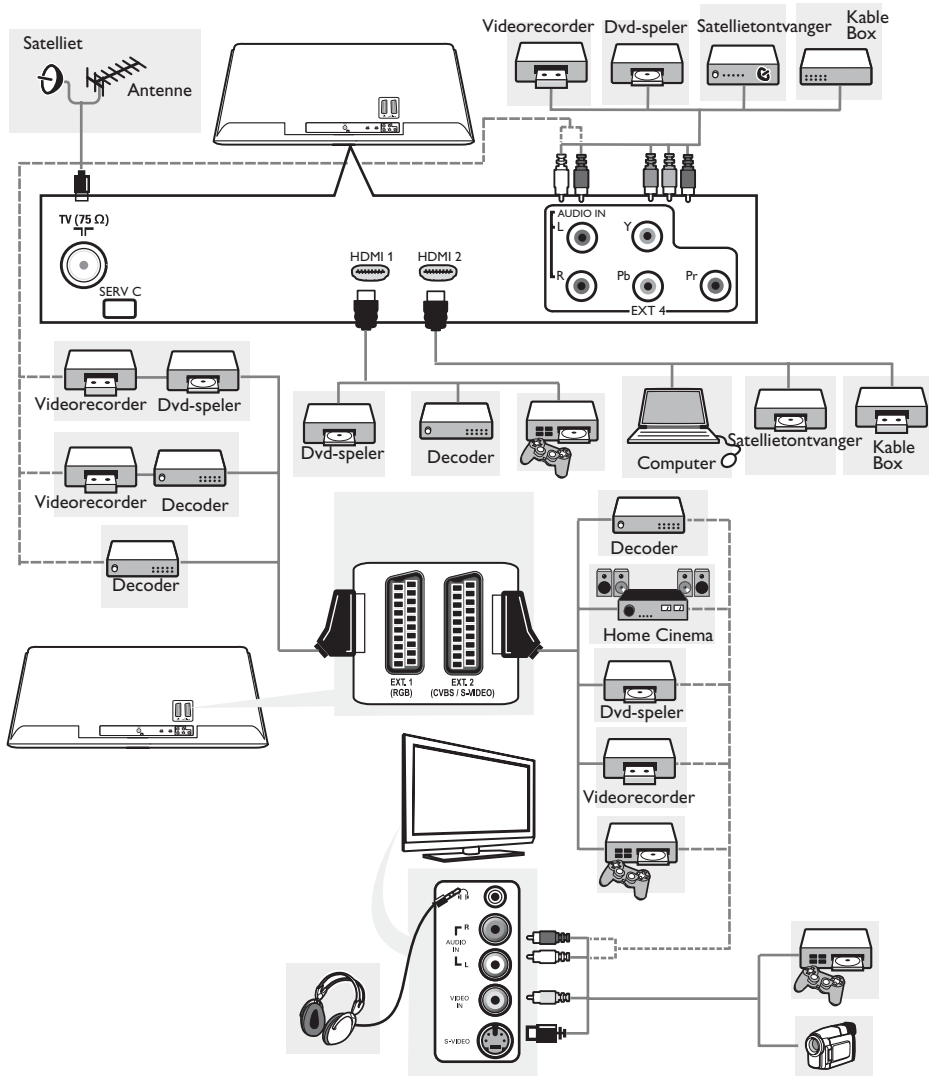 Satelliet
Antenne
Videorecorder
Dvd-speler
Satellietontvanger
Kable
Box
TV (75 Ω)
SERV C
HDMI 1
HDMI 2
AUDIO IN
L
R
Y
Pb
Pr
EXT 4
Videorecorder
Dvd-speler
Videorecorder
Decoder
Decoder
Dvd-speler
Decoder
Computer
Satellietontvanger
Kable
Box
EXT. 1
(RGB)
EXT. 2
(CVBS / S-VIDEO)
Decoder
Home Cinema
Dvd-speler
Videorecorder
R
AUDIO
IN
L
VIDEO
IN
S-VIDEO